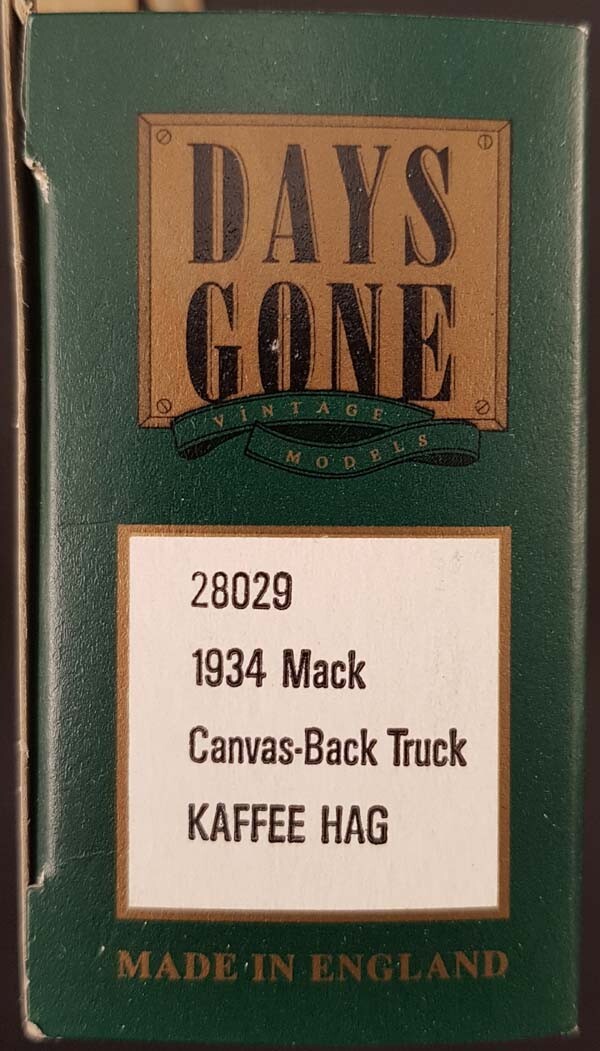 DAYS
GONE
VINTAGE
MODELS
28029
1934 Mack
Canvas-Back Truck
KAFFEE HAG
MADE IN ENGLAND